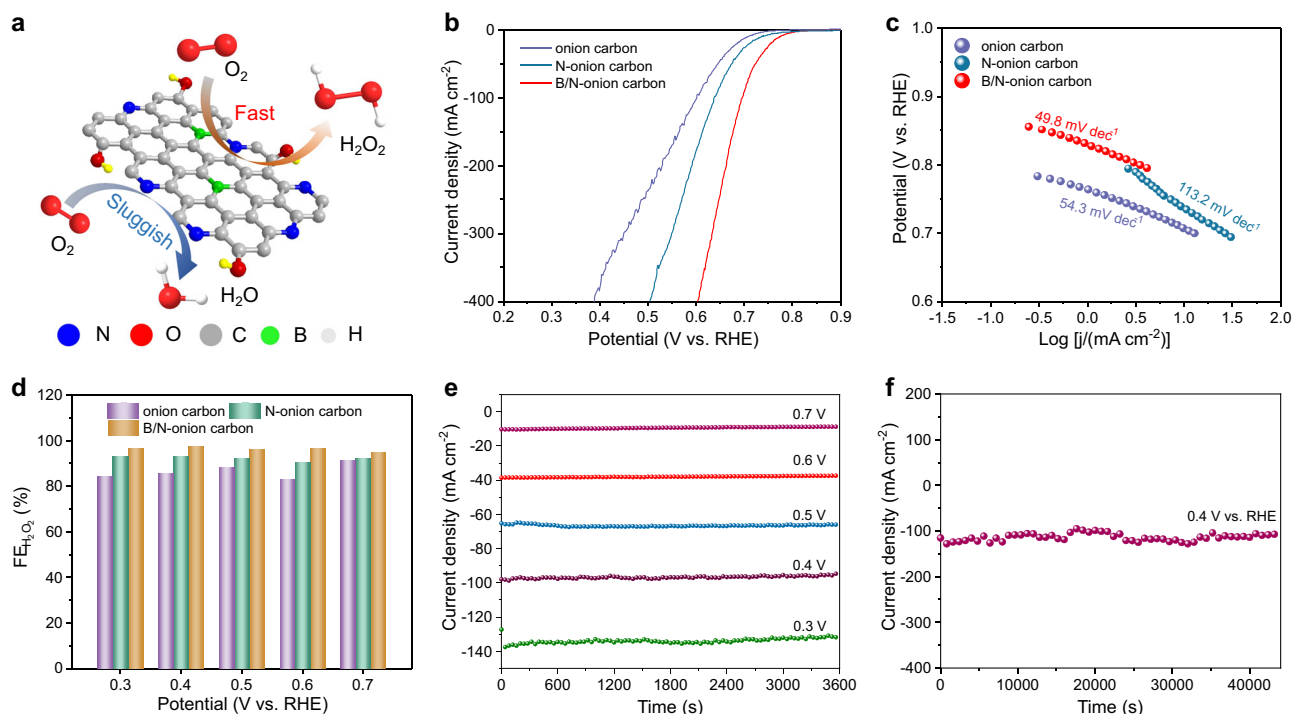 a
O₂
Fast
H₂O₂
O₂
Sluggish
H₂O
N O C B H
b
onion carbon
N-onion carbon
B/N-onion carbon
Current density (mA cm⁻²)
0
-100
-200
-300
-400
0.2 0.3 0.4 0.5 0.6 0.7 0.8 0.9
Potential (V vs. RHE)
c
onion carbon
N-onion carbon
B/N-onion carbon
49.8 mV dec⁻¹
113.2 mV dec⁻¹
54.3 mV dec⁻¹
Potential (V vs. RHE)
1.0
0.9
0.8
0.7
0.6
-1.5 -1.0 -0.5 0.0 0.5 1.0 1.5 2.0
Log [j/(mA cm⁻²)]
d
onion carbon N-onion carbon
B/N-onion carbon
FE H₂O₂ (%)
120
100
80
60
40
20
0
0.3 0.4 0.5 0.6 0.7
Potential (V vs. RHE)
e
Current density (mA cm⁻²)
0
-20
-40
-60
-80
-100
-120
-140
0.7 V
0.6 V
0.5 V
0.4 V
0.3 V
0 600 1200 1800 2400 3000 3600
Time (s)
f
Current density (mA cm⁻²)
200
100
0
-100
-200
-300
-400
0.4 V vs. RHE
0 10000 20000 30000 40000
Time (s)